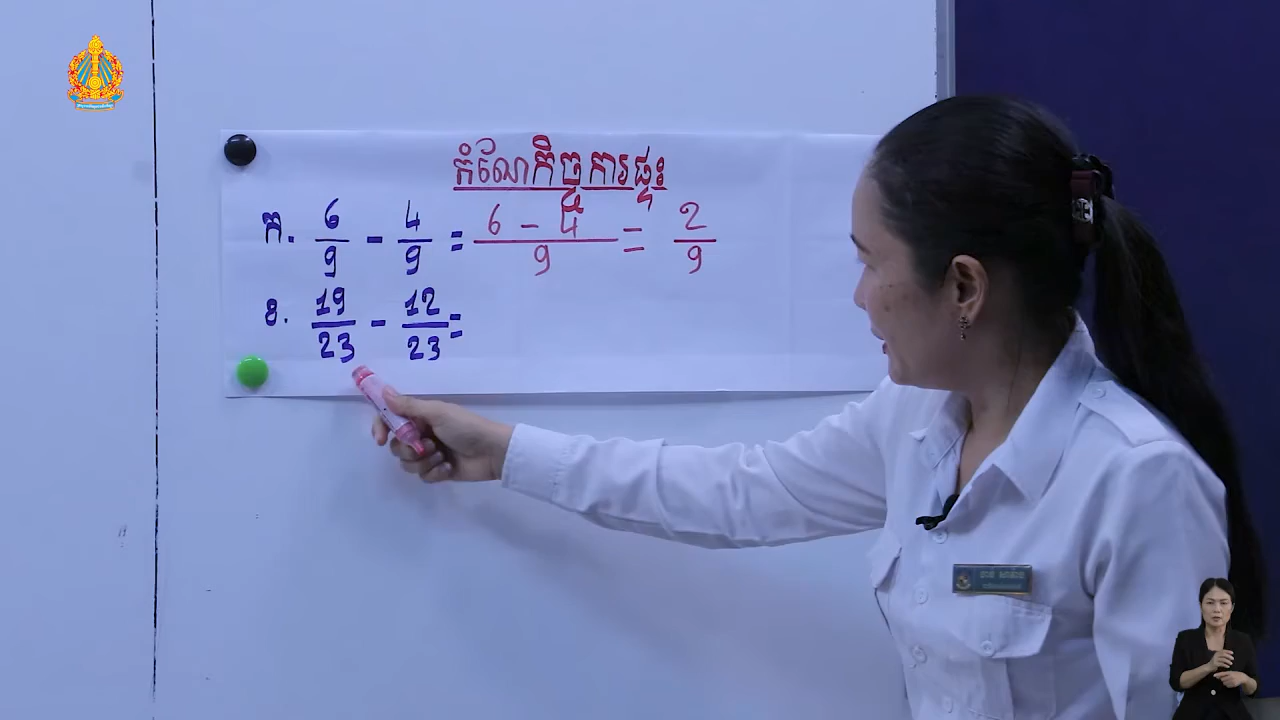 កំណែកិច្ចការផ្ទះ
ក. 6/9 - 4/9 = (6 - 4)/9 = 2/9
ខ. 19/23 - 12/23 =